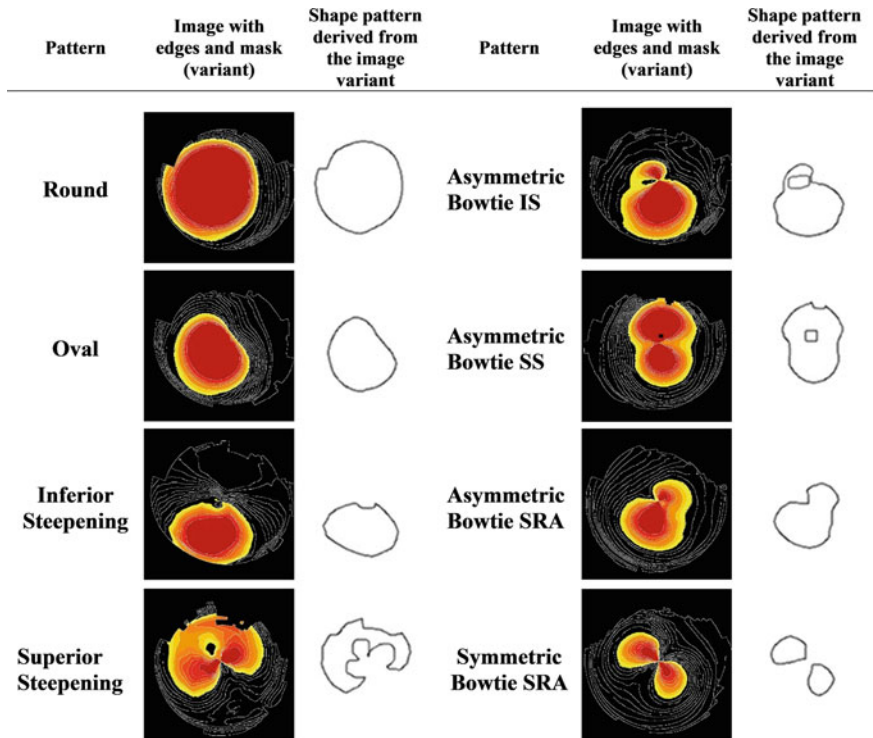 Pattern
Image with
edges and mask
(variant)
Shape pattern
derived from
the image
variant
Pattern
Image with
edges and mask
(variant)
Shape pattern
derived from
the image
variant
Round
Asymmetric
Bowtie IS
Oval
Asymmetric
Bowtie SS
Inferior
Steepening
Asymmetric
Bowtie SRA
Superior
Steepening
Symmetric
Bowtie SRA